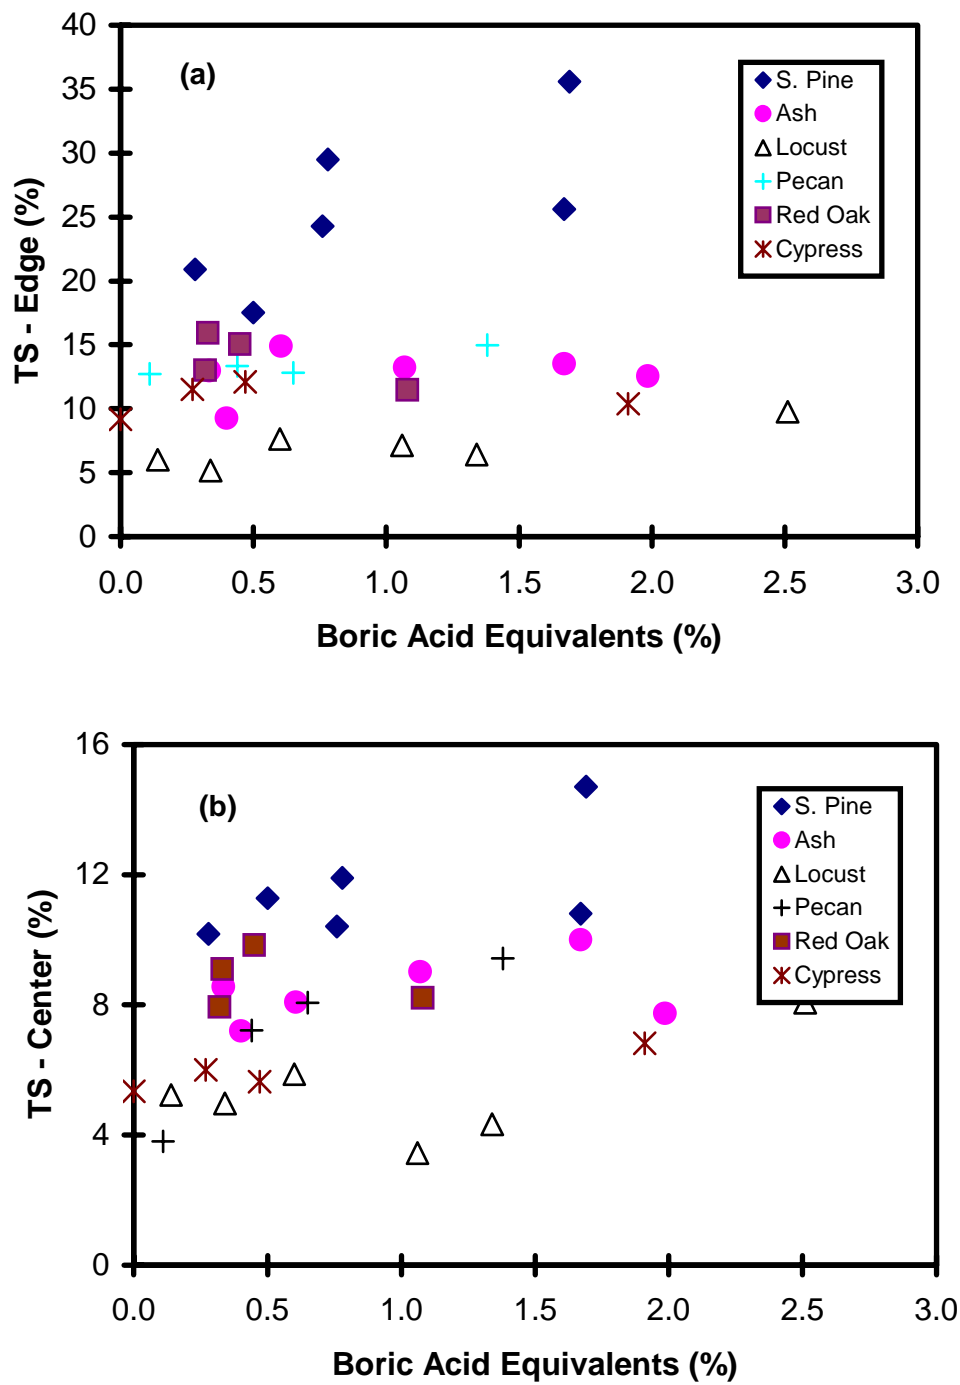 40
35
30
25
20
15
10
5
0
TS - Edge (%)
(a)
S. Pine
Ash
Locust
Pecan
Red Oak
Cypress
0.0 0.5 1.0 1.5 2.0 2.5 3.0
Boric Acid Equivalents (%)
16
12
8
4
0
TS - Center (%)
(b)
S. Pine
Ash
Locust
Pecan
Red Oak
Cypress
0.0 0.5 1.0 1.5 2.0 2.5 3.0
Boric Acid Equivalents (%)